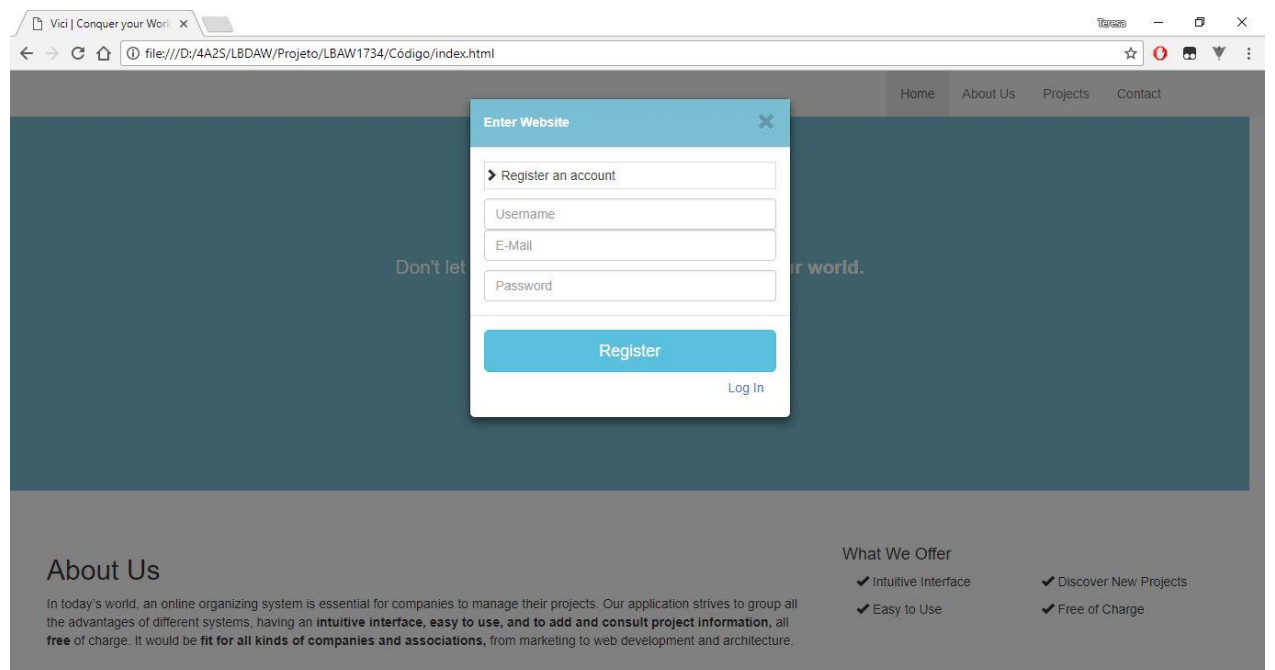 Vici | Conquer your Worl
Teresa
file:///D:/4A2S/LBDAW/Projeto/LBAW1734/Código/index.html
Home About Us Projects Contact
Enter Website
Register an account
Username
E-Mail
Don't let world.
Password
Register
Log In
About Us
In today's world, an online organizing system is essential for companies to manage their projects. Our application strives to group all
the advantages of different systems, having an intuitive interface, easy to use, and to add and consult project information, all
free of charge. It would be fit for all kinds of companies and associations, from marketing to web development and architecture.
What We Offer
Intuitive Interface Discover New Projects
Easy to Use Free of Charge